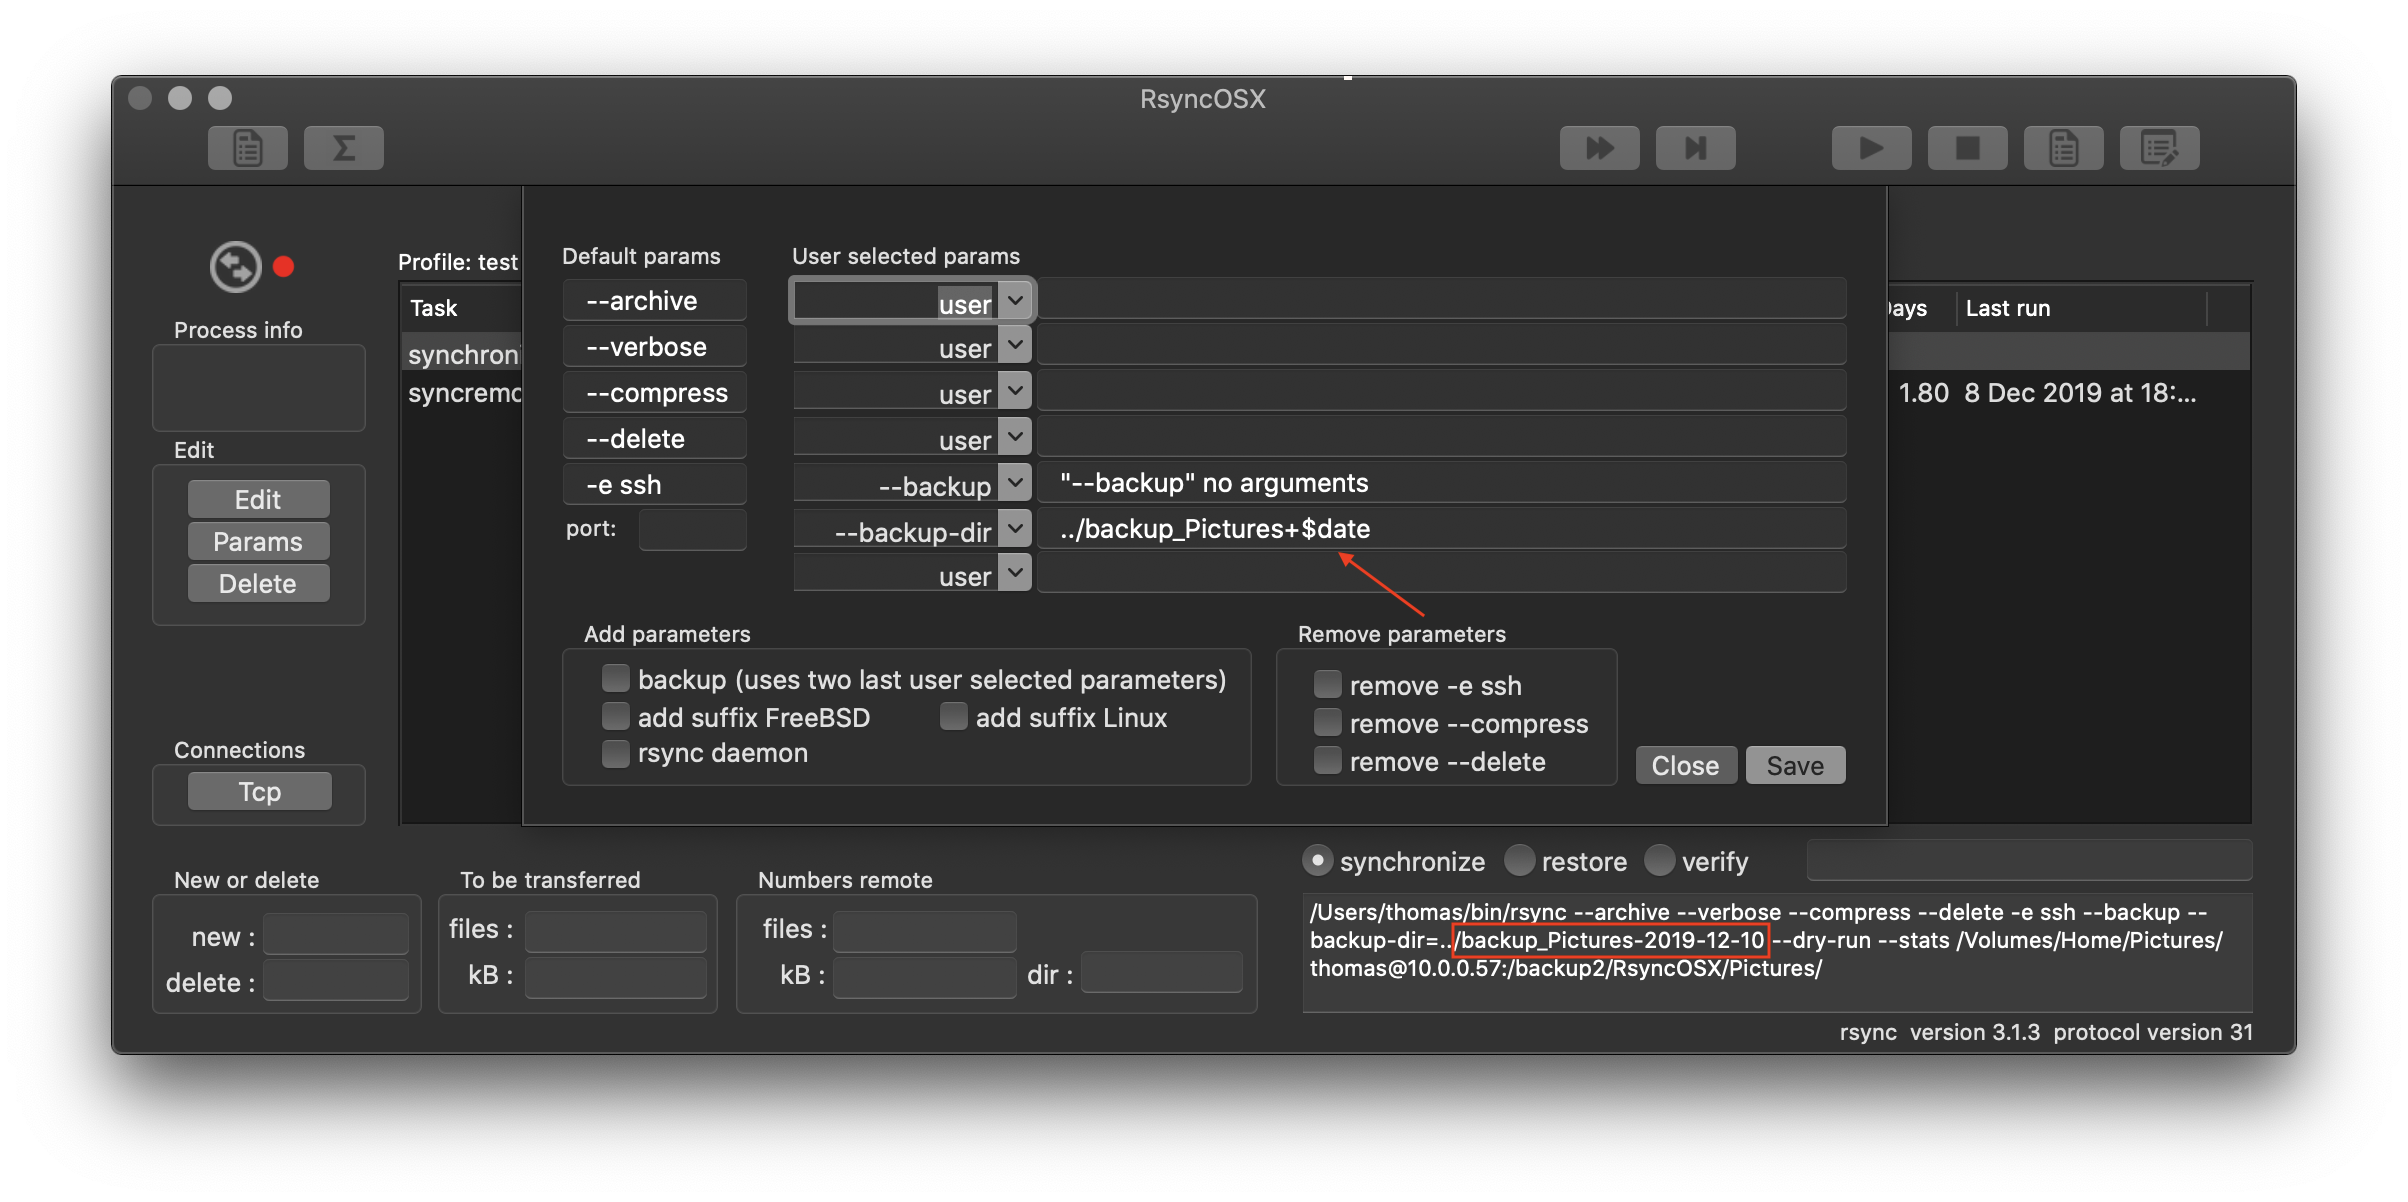 RsyncOSX
Profile: test
Process info
Edit
Edit
Params
Delete
Connections
Tcp
Task
synchroni
syncremo
Default params
--archive
--verbose
--compress
--delete
-e ssh
port:
User selected params
user
user
user
user
--backup "--backup" no arguments
--backup-dir ../backup_Pictures+$date
user
Add parameters
backup (uses two last user selected parameters)
add suffix FreeBSD add suffix Linux
rsync daemon
Remove parameters
remove -e ssh
remove --compress
remove --delete
Close Save
ays Last run
1.80 8 Dec 2019 at 18:...
New or delete
new :
delete :
To be transferred
files :
kB :
Numbers remote
files :
kB : dir :
synchronize restore verify
/Users/thomas/bin/rsync --archive --verbose --compress --delete -e ssh --backup --
backup-dir=../backup_Pictures-2019-12-10 --dry-run --stats /Volumes/Home/Pictures/
thomas@10.0.0.57:/backup2/RsyncOSX/Pictures/
rsync version 3.1.3 protocol version 31